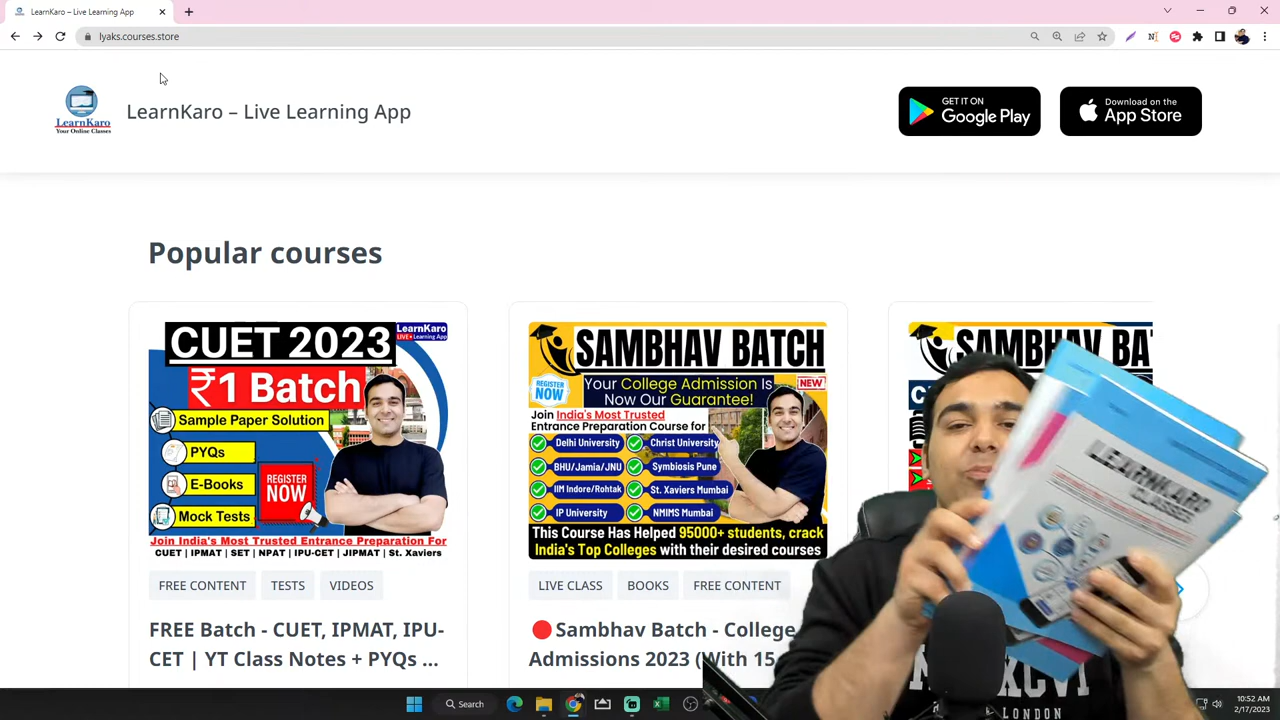 LearnKaro – Live Learning App
lyaks.courses.store
LearnKaro
Your Online Classes
LearnKaro – Live Learning App
GET IT ON
Google Play
Download on the
App Store
Popular courses
CUET 2023
LearnKaro
LIVE Learning App
₹1 Batch
Sample Paper Solution
PYQs
E-Books
Mock Tests
REGISTER
NOW
Join India's Most Trusted Entrance Preparation For
CUET | IPMAT | SET | NPAT | IPU-CET | JIPMAT | St. Xaviers
FREE CONTENT
TESTS
VIDEOS
FREE Batch - CUET, IPMAT, IPU-
CET | YT Class Notes + PYQs ...
SAMBHAV BATCH
REGISTER
NOW
Your College Admission Is
Now Our Guarantee!
NEW
Join India's Most Trusted
Entrance Preparation Course for
Delhi University
Christ University
BHU/Jamia/JNU
Symbiosis Pune
IIM Indore/Rohtak
St. Xaviers Mumbai
IP University
NMIMS Mumbai
This Course Has Helped 95000+ students, crack
India's Top Colleges with their desired courses
LIVE CLASS
BOOKS
FREE CONTENT
Sambhav Batch - College
Admissions 2023 (With 15
SAMBHAV BA
LONDON
Search
10:52 AM
2/17/2023